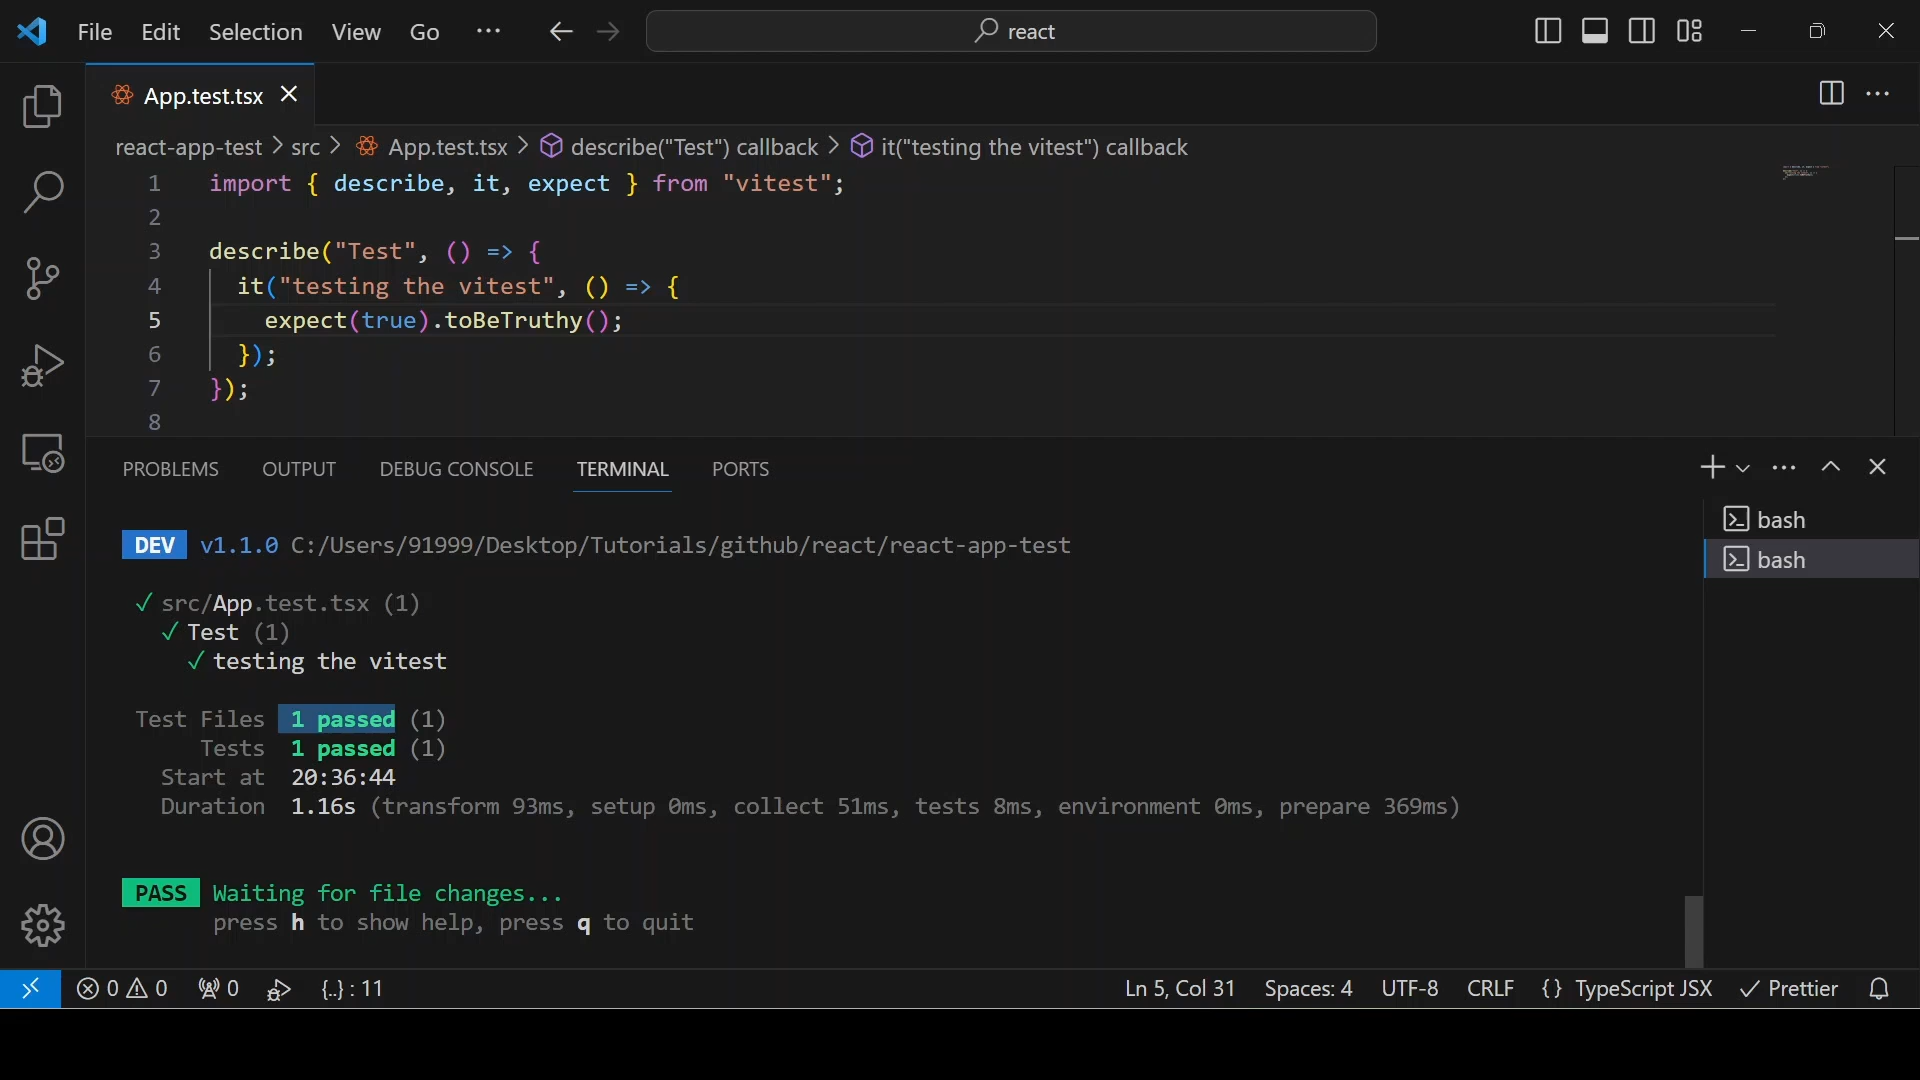 File Edit Selection View Go ··· react
App.test.tsx
react-app-test > src > App.test.tsx > describe("Test") callback > it("testing the vitest") callback
1 import { describe, it, expect } from "vitest";
2
3 describe("Test", () => {
4 it("testing the vitest", () => {
5 expect(true).toBeTruthy();
6 });
7 });
8
PROBLEMS OUTPUT DEBUG CONSOLE TERMINAL PORTS
bash
bash
DEV v1.1.0 C:/Users/91999/Desktop/Tutorials/github/react/react-app-test
✓ src/App.test.tsx (1)
✓ Test (1)
✓ testing the vitest
Test Files 1 passed (1)
Tests 1 passed (1)
Start at 20:36:44
Duration 1.16s (transform 93ms, setup 0ms, collect 51ms, tests 8ms, environment 0ms, prepare 369ms)
PASS Waiting for file changes...
press h to show help, press q to quit
0 0 0 {..} : 11 Ln 5, Col 31 Spaces: 4 UTF-8 CRLF {} TypeScript JSX ✓ Prettier